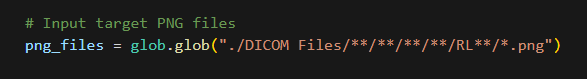 # Input target PNG files
png_files = glob.glob("./DICOM Files/**/**/**/**/RL**/*.png")